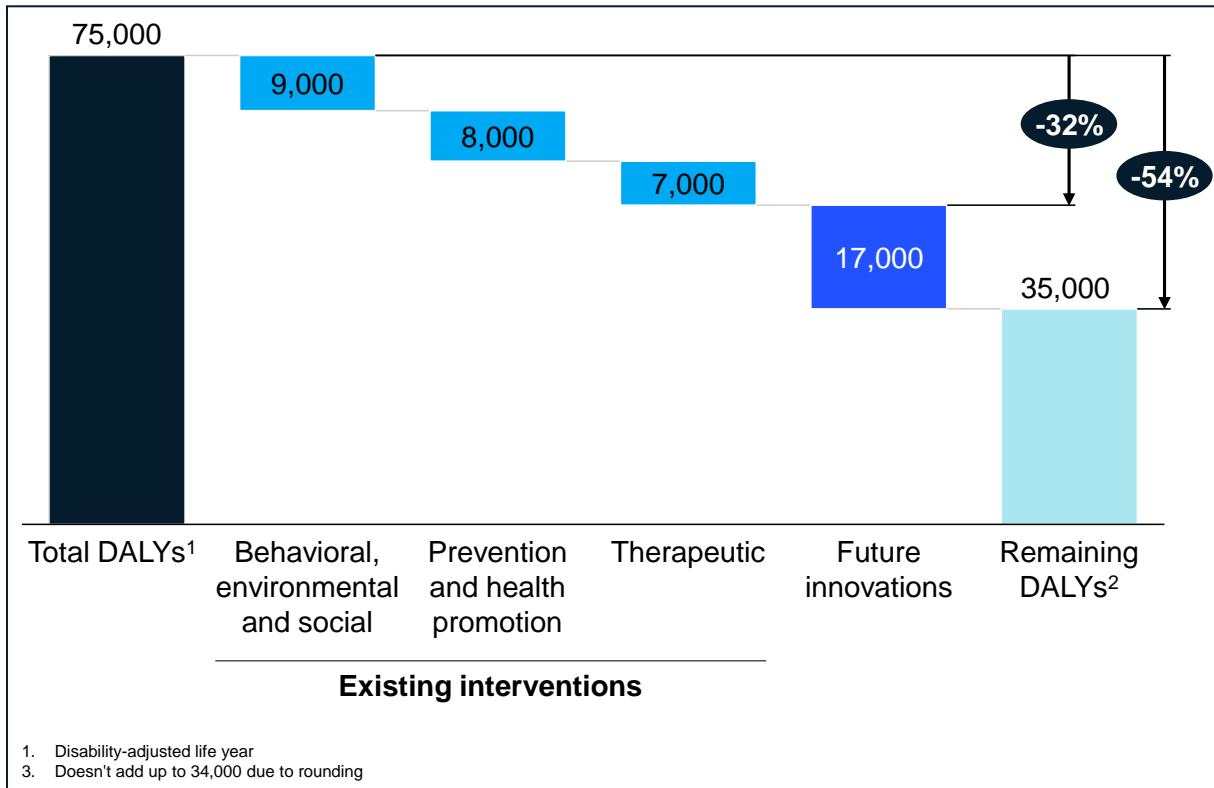 75,000
9,000
8,000
7,000
17,000
35,000
-32%
-54%
Total DALYs¹
Behavioral,
environmental
and social
Prevention
and health
promotion
Therapeutic
Future
innovations
Remaining
DALYs²
Existing interventions
1. Disability-adjusted life year
3. Doesn't add up to 34,000 due to rounding